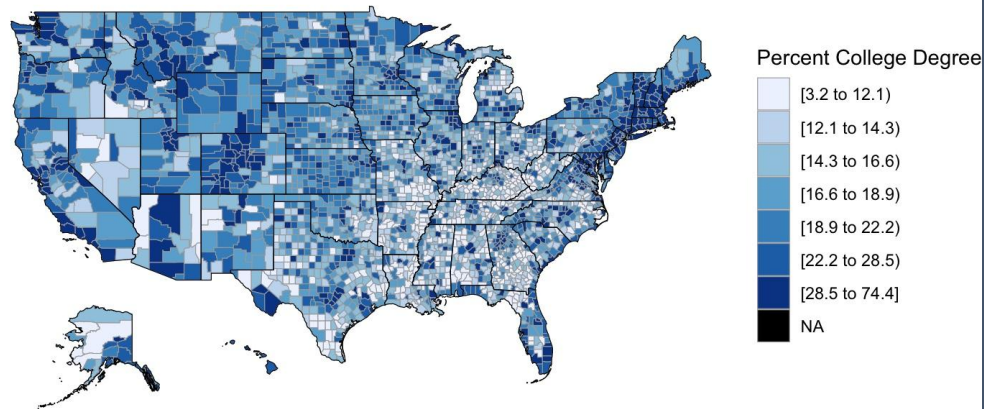 Percent College Degree
[3.2 to 12.1)
[12.1 to 14.3)
[14.3 to 16.6)
[16.6 to 18.9)
[18.9 to 22.2)
[22.2 to 28.5)
[28.5 to 74.4]
NA